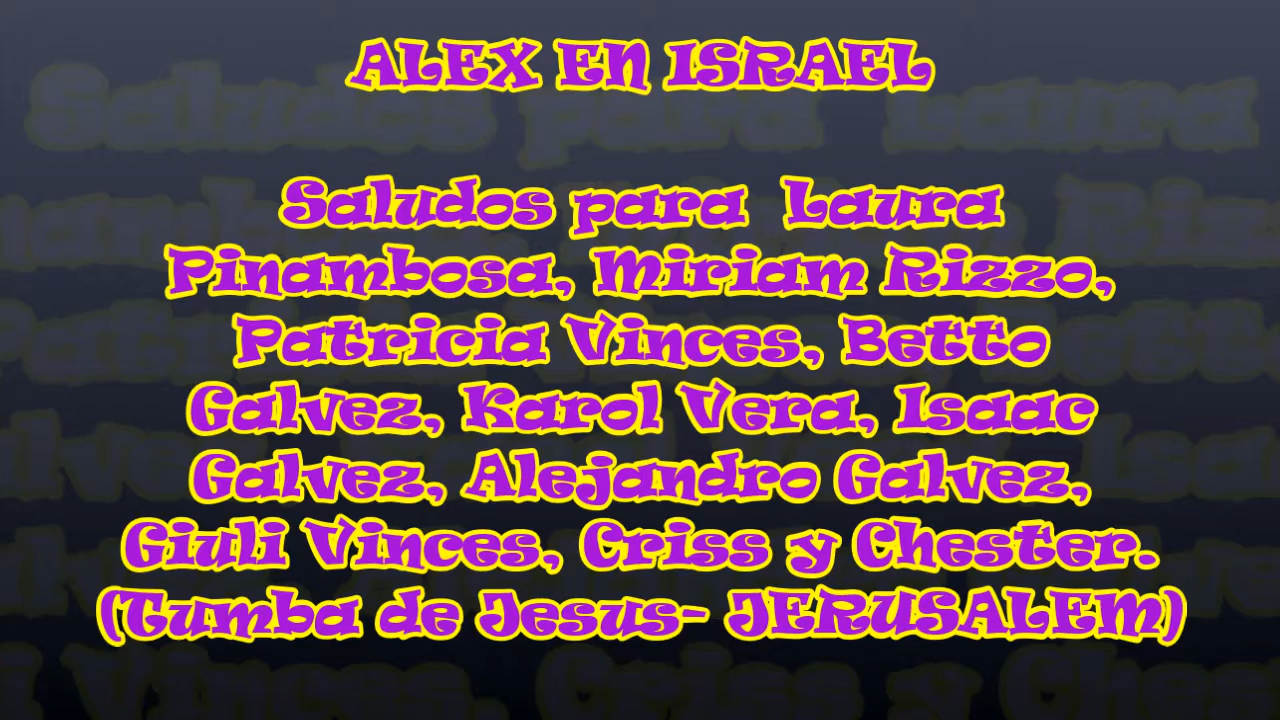 ALEX EN ISRAEL
Saludos para Laura
Pinambosa, Miriam Rizzo,
Patricia Vinces, Betto
Galvez, Karol Vera, Isaac
Galvez, Alejandro Galvez,
Giuli Vinces, Criss y Chester.
(Tumba de Jesus- JERUSALEM)